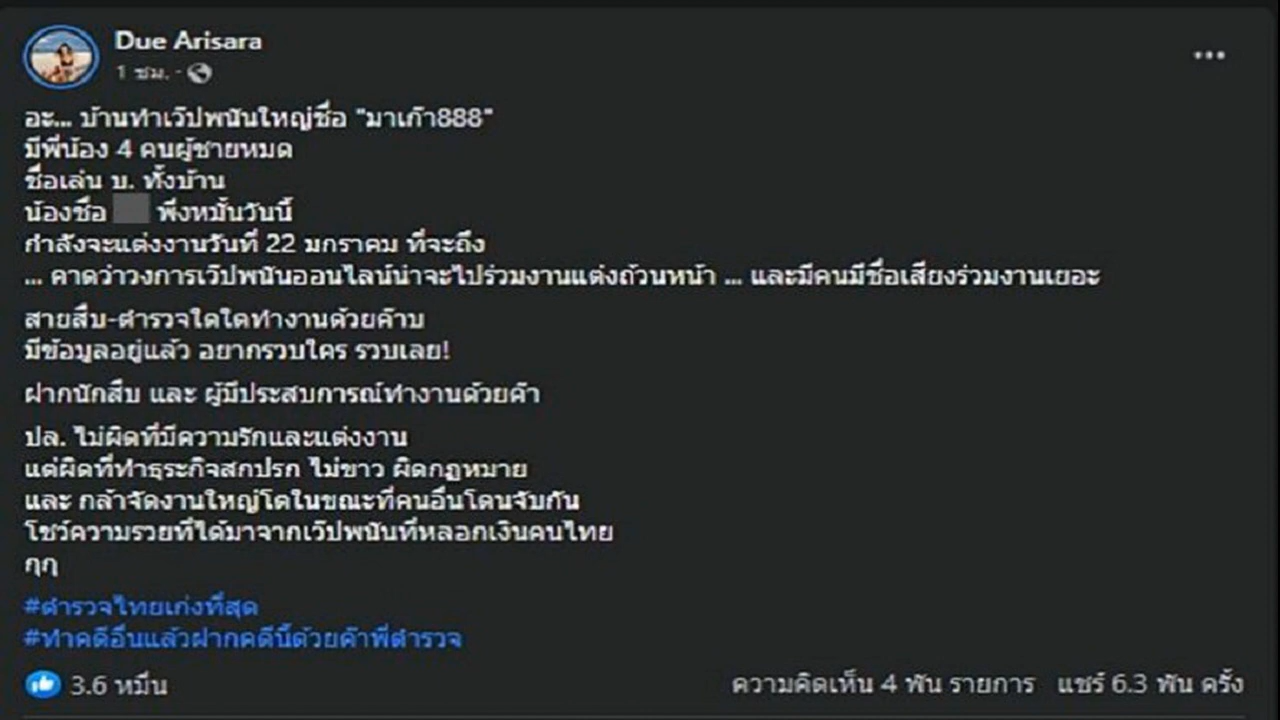 Due Arisara
1 ชม. ·
อะ... บ้านทำเว็ปพนันใหญ่ชื่อ "มาเก๊า888"
มีพี่น้อง 4 คนผู้ชายหมด
ชื่อเล่น บ. ทั้งบ้าน
น้องชื่อ พึ่งหมั้นวันนี้
กำลังจะแต่งงานวันที่ 22 มกราคม ที่จะถึง
... คาดว่าวงการเว็ปพนันออนไลน์น่าจะไปร่วมงานแต่งถ้วนหน้า ... และมีคนมีชื่อเสียงร่วมงานเยอะ
สายสืบ-ตำรวจใดใดทำงานด้วยค้าบ
มีข้อมูลอยู่แล้ว อยากรวบใคร รวบเลย!
ฝากนักสืบ และ ผู้มีประสบการณ์ทำงานด้วยค้า
ปล. ไม่ผิดที่มีความรักและแต่งงาน
แต่ผิดที่ทำธุระกิจสกปรก ไม่ขาว ผิดกฏหมาย
และ กล้าจัดงานใหญ่โตในขณะที่คนอื่นโดนจับกัน
โชว์ความรวยที่ได้มาจากเว็ปพนันที่หลอกเงินคนไทย
ๆๆ
#ตำรวจไทยเก่งที่สุด
#ทำคดีอื่นแล้วฝากคดีนี้ด้วยค้าพี่ตำรวจ
3.6 หมื่น ความคิดเห็น 4 พัน รายการ แชร์ 6.3 พัน ครั้ง